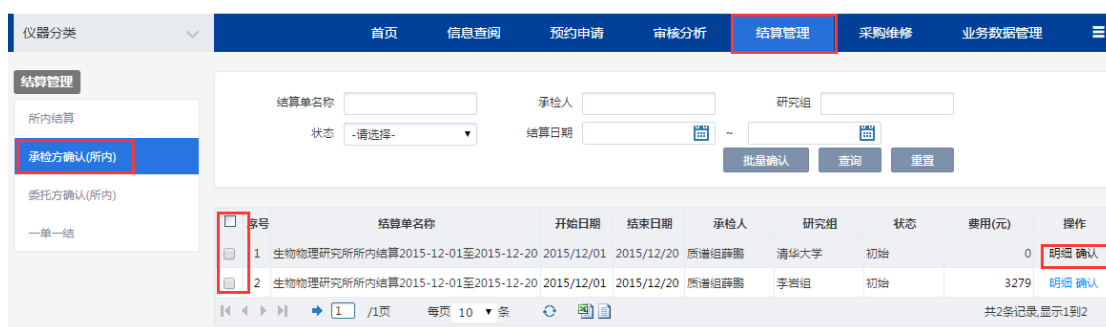 仪器分类
首页 信息查阅 预约申请 审核分析 结算管理 采购维修 业务数据管理
结算管理
所内结算
承检方确认(所内)
委托方确认(所内)
一单一结
结算单名称 承检人 研究组
状态 -请选择- 结算日期 ~
批量确认 查询 重置
序号 结算单名称 开始日期 结束日期 承检人 研究组 状态 费用(元) 操作
1 生物物理研究所所内结算2015-12-01至2015-12-20 2015/12/01 2015/12/20 质谱组薛鹏 清华大学 初始 0 明细 确认
2 生物物理研究所所内结算2015-12-01至2015-12-20 2015/12/01 2015/12/20 质谱组薛鹏 李岩组 初始 3279 明细 确认
1 /1页 每页 10 条 共2条记录,显示1到2